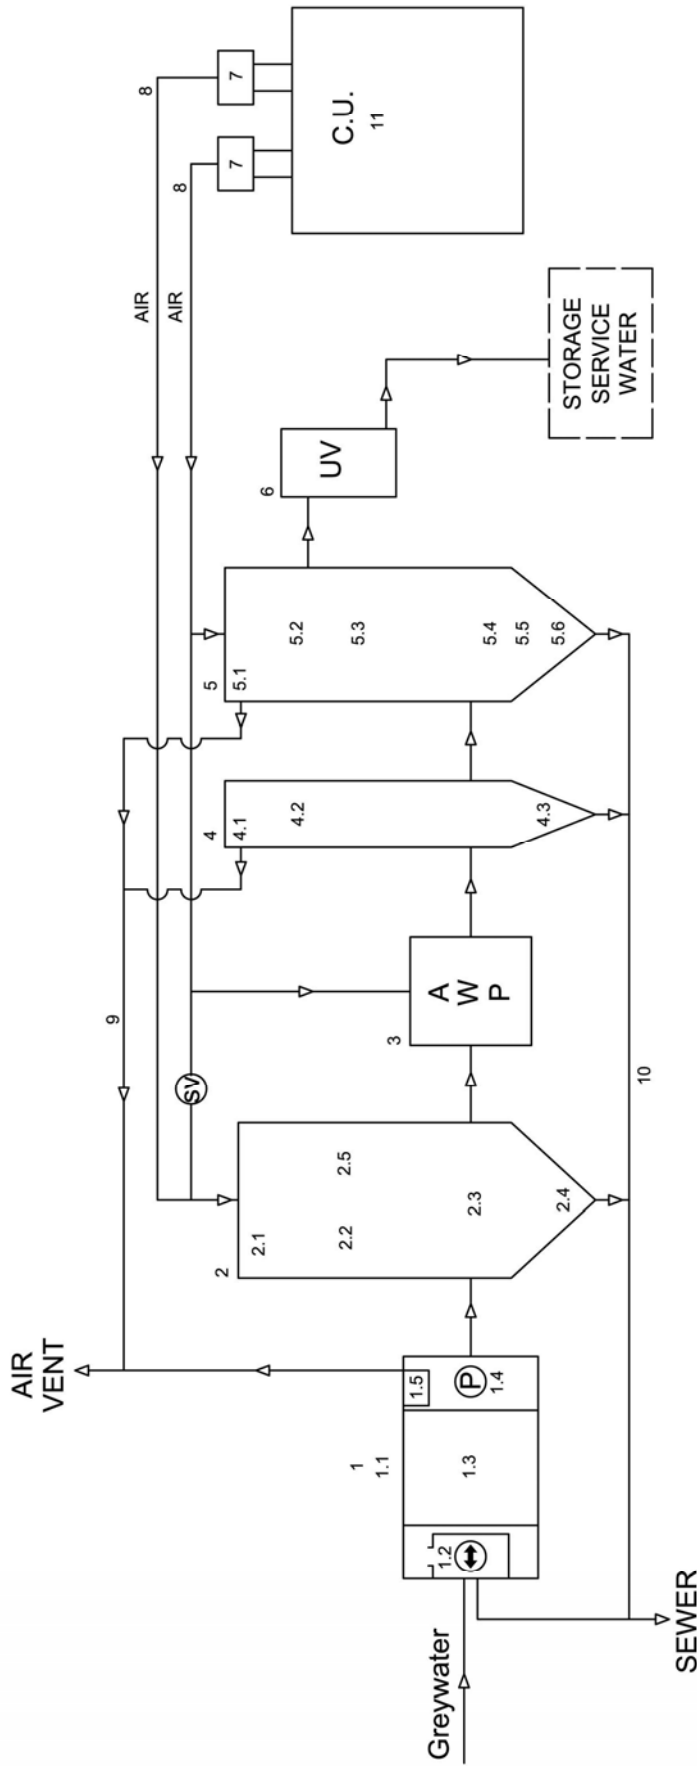 AIR
VENT
Greywater
SEWER
1
1.1
1.2
1.3
1.4
1.5
P
2
2.1
2.2
2.3
2.4
2.5
SV
3
A
W
P
4
4.1
4.2
4.3
5
5.1
5.2
5.3
5.4
5.5
5.6
6
UV
STORAGE
SERVICE
WATER
7
7
8
8
AIR
AIR
9
10
C.U.
11